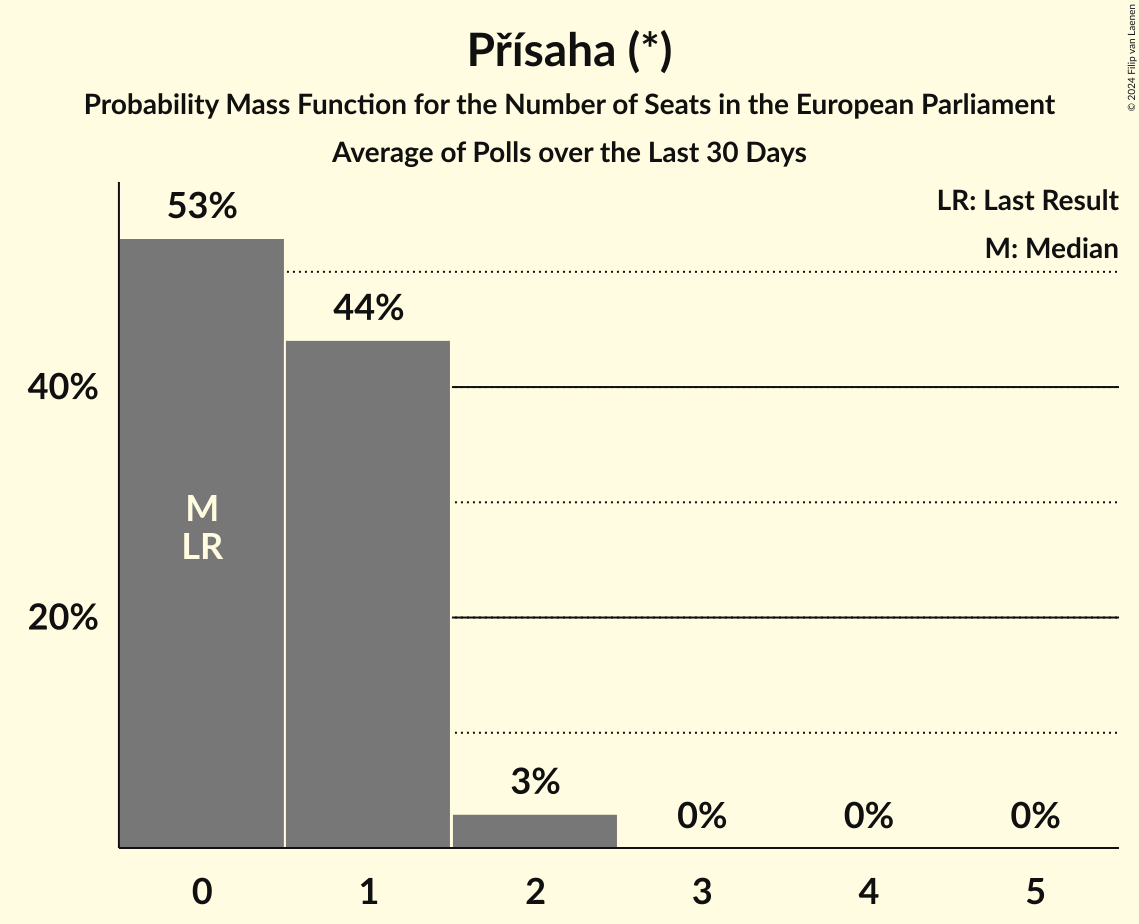 Přísaha (*)
Probability Mass Function for the Number of Seats in the European Parliament
Average of Polls over the Last 30 Days
© 2024 Filip van Laenen
LR: Last Result
M: Median
53%
44%
40%
M
LR
20%
3%
0%
0%
0%
0
1
2
3
4
5